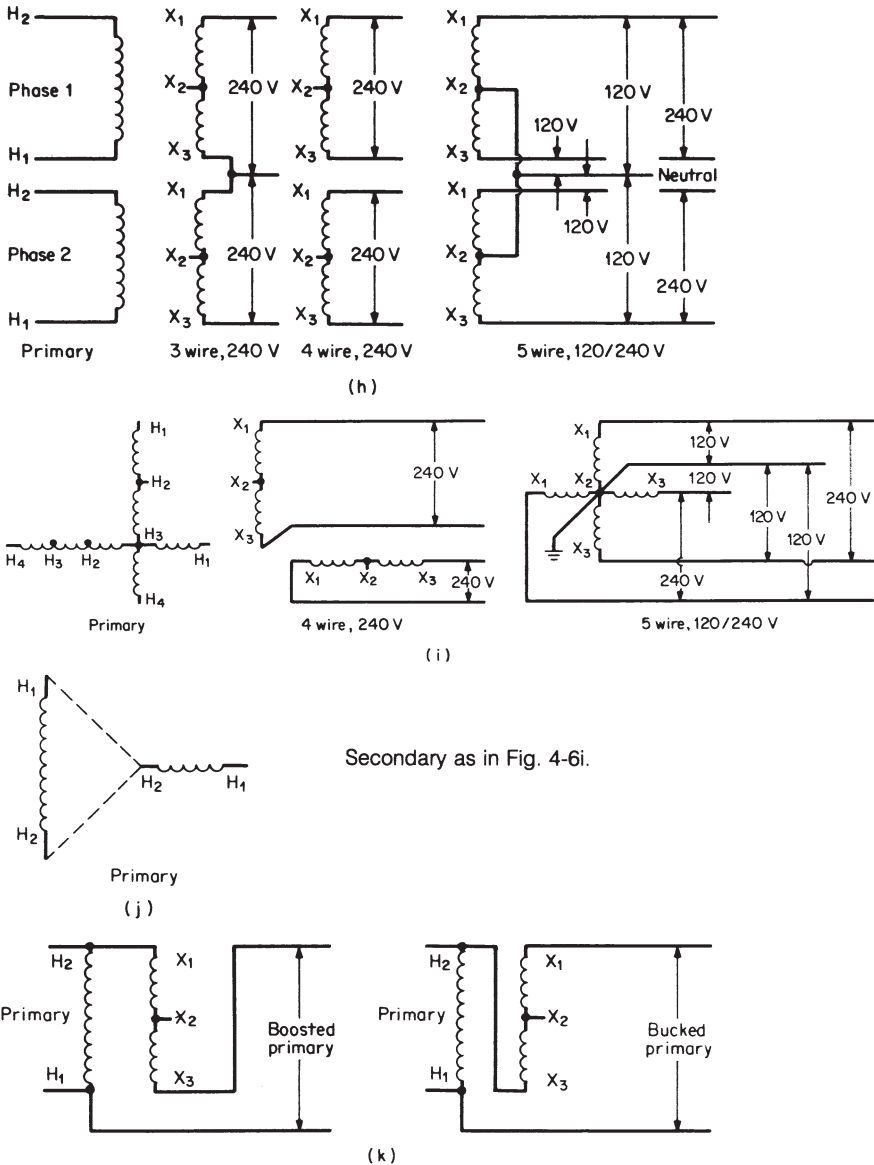 H2
Phase 1
H1
H2
Phase 2
H1
Primary
X1
X2
240 V
X3
X1
X2
240 V
X3
3 wire, 240 V
X1
X2
240 V
X3
X1
X2
240 V
X3
4 wire, 240 V
X1
X2
120 V
120 V
240 V
X3
Neutral
X1
120 V
X2
120 V
240 V
X3
5 wire, 120/240 V
(h)
H1
H2
H3
H4 H3 H2 H1
H4
Primary
X1
X2
240 V
X3
X1 X2 X3 240 V
4 wire, 240 V
X1
120 V
X1 X2 X3 120 V
240 V
120 V
120 V
X3
240 V
5 wire, 120/240 V
(i)
H1
H2 H1
H2
Primary
(j)
Secondary as in Fig. 4-6i.
H2 X1
Primary X2
Boosted
primary
H1 X3
H2 X1
Primary X2
Bucked
primary
H1 X3
(k)